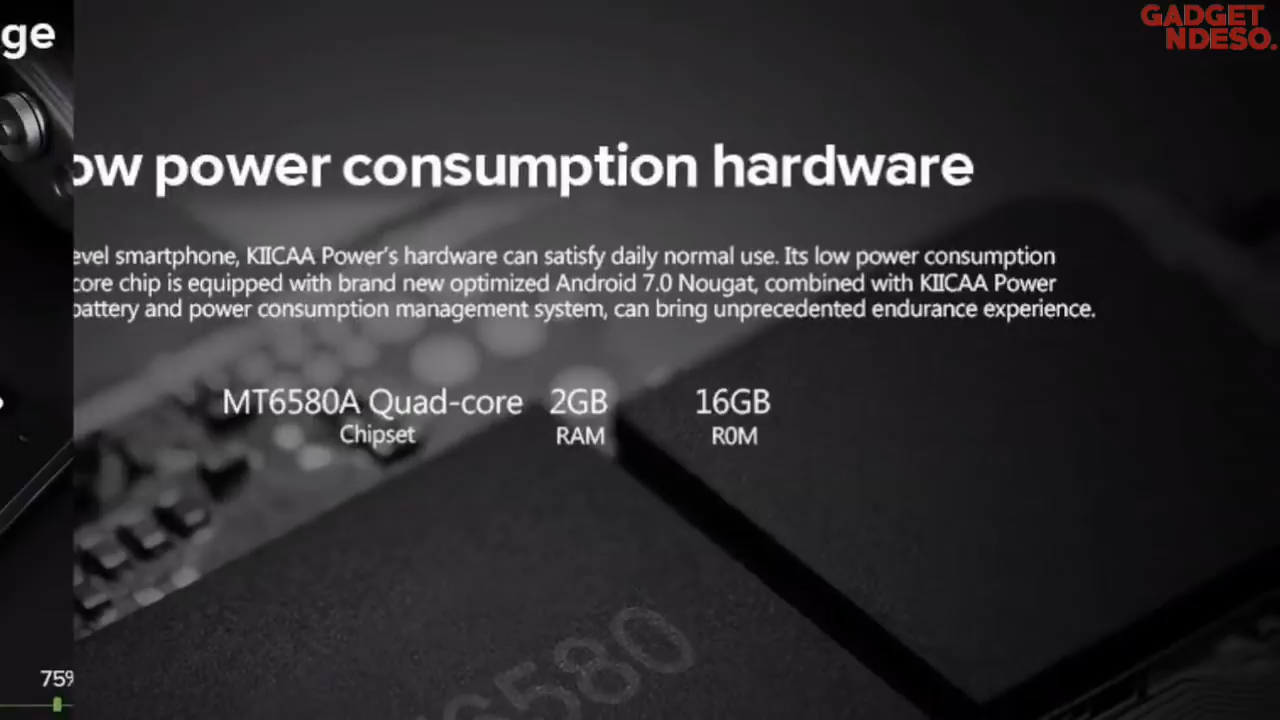 ge
GADGET
NDESO.
ow power consumption hardware
evel smartphone, KIICAA Power's hardware can satisfy daily normal use. Its low power consumption
core chip is equipped with brand new optimized Android 7.0 Nougat, combined with KIICAA Power
battery and power consumption management system, can bring unprecedented endurance experience.
MT6580A Quad-core 2GB 16GB
Chipset RAM R0M
6580
75%